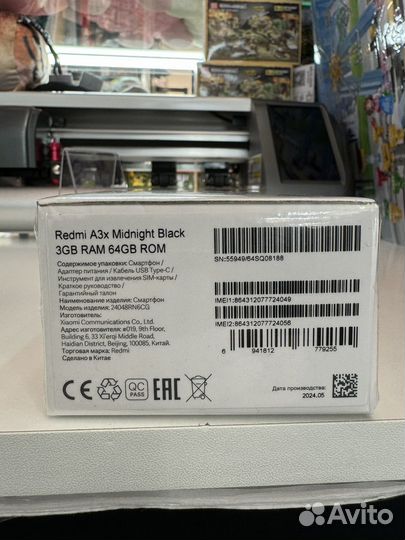 Redmi A3x Midnight Black
3GB RAM 64GB ROM
Содержимое упаковки: Смартфон /
Адаптер питания / Кабель USB Type-C /
Инструмент для извлечения SIM-карты /
Краткое руководство /
Гарантийный талон
Наименование изделия: Смартфон
Модель изделия: 24048RN6CG
Изготовитель:
Xiaomi Communications Co., Ltd.
Адрес изготовителя: #019, 9th Floor,
Building 6, 33 Xi'erqi Middle Road,
Haidian District, Beijing, 100085, Китай.
Торговая марка: Redmi
Сделано в Китае
SN:55949/64SQ08188
IMEI1:864312077724049
IMEI2:864312077724056
6 941812 779255
CE
QC
PASS
EAC
Дата производства:
2024.05
Avito